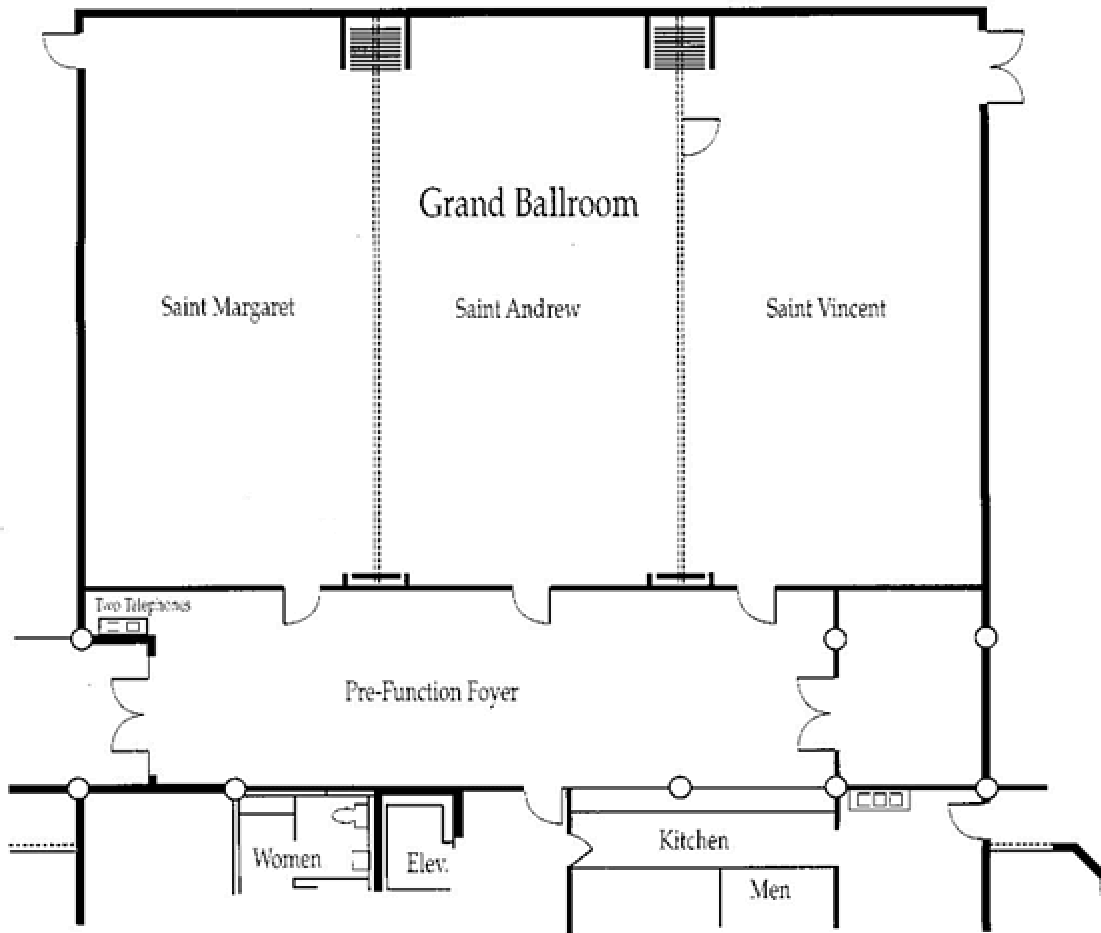 Grand Ballroom
Saint Margaret
Saint Andrew
Saint Vincent
Two Telephones
Pre-Function Foyer
Women
Elev.
Kitchen
Men